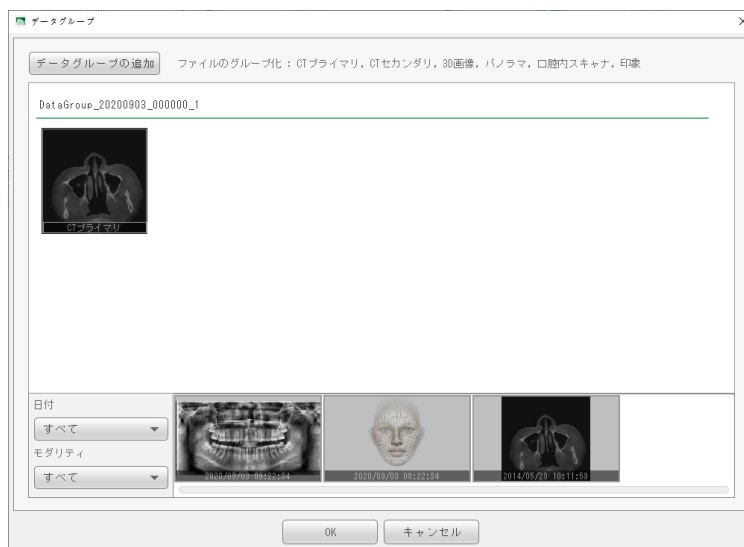 データグループ
データグループの追加
ファイルのグループ化 : CTプライマリ, CTセカンダリ, 3D画像, パノラマ, 口腔内スキャナ, 印象
DataGroup_20200903_000000_1
CTプライマリ
日付
すべて
モダリティ
すべて
2020/09/03 09:22:34
2020/09/03 09:22:34
2014/05/29 10:11:59
OK
キャンセル